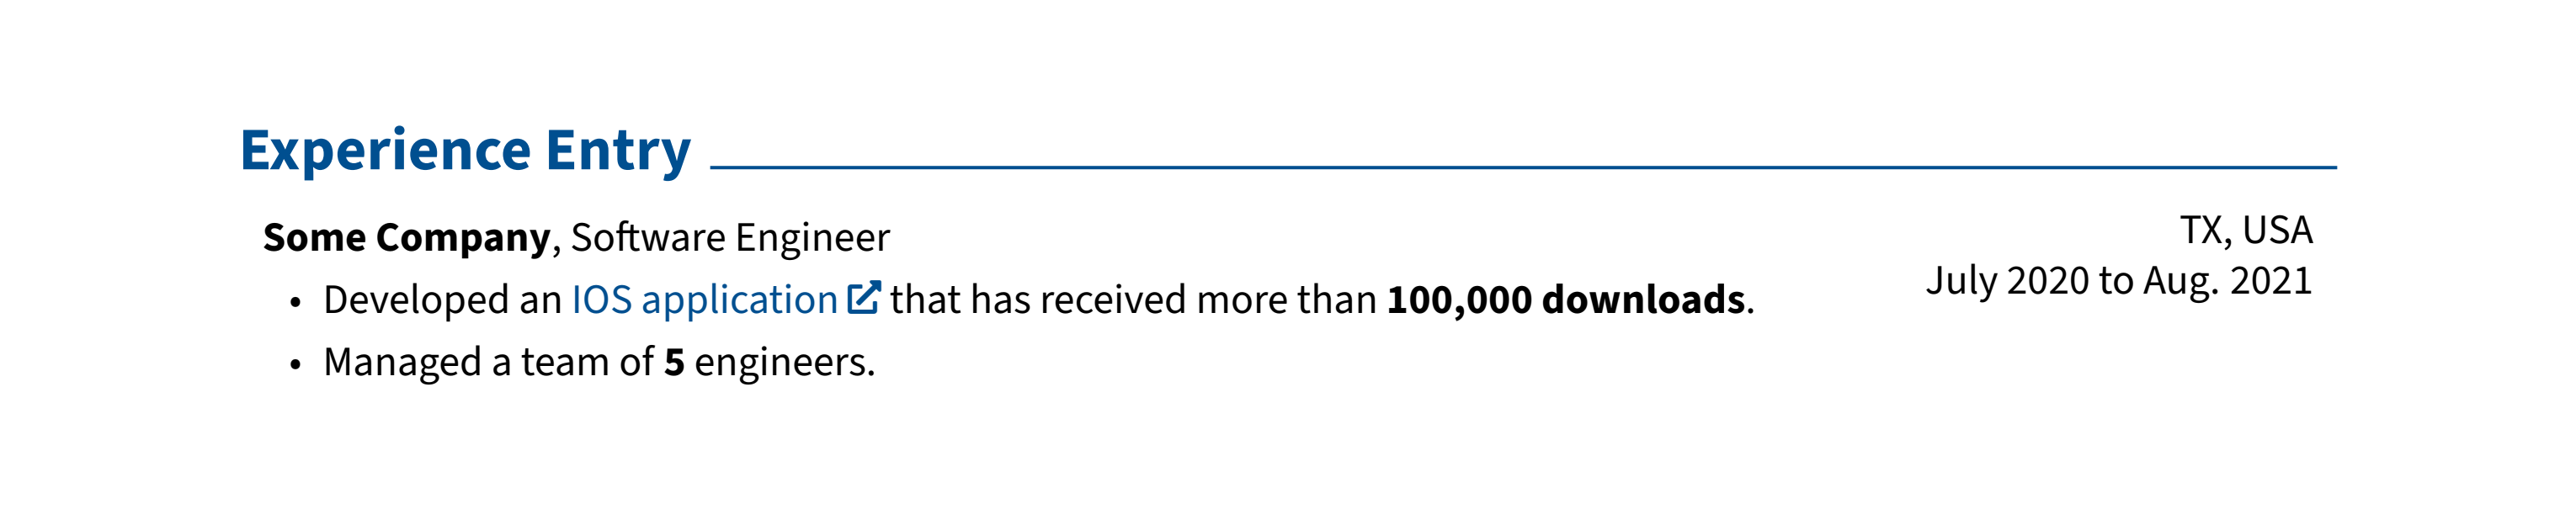 Experience Entry
Some Company, Software Engineer
TX, USA
July 2020 to Aug. 2021
• Developed an IOS application that has received more than 100,000 downloads.
• Managed a team of 5 engineers.